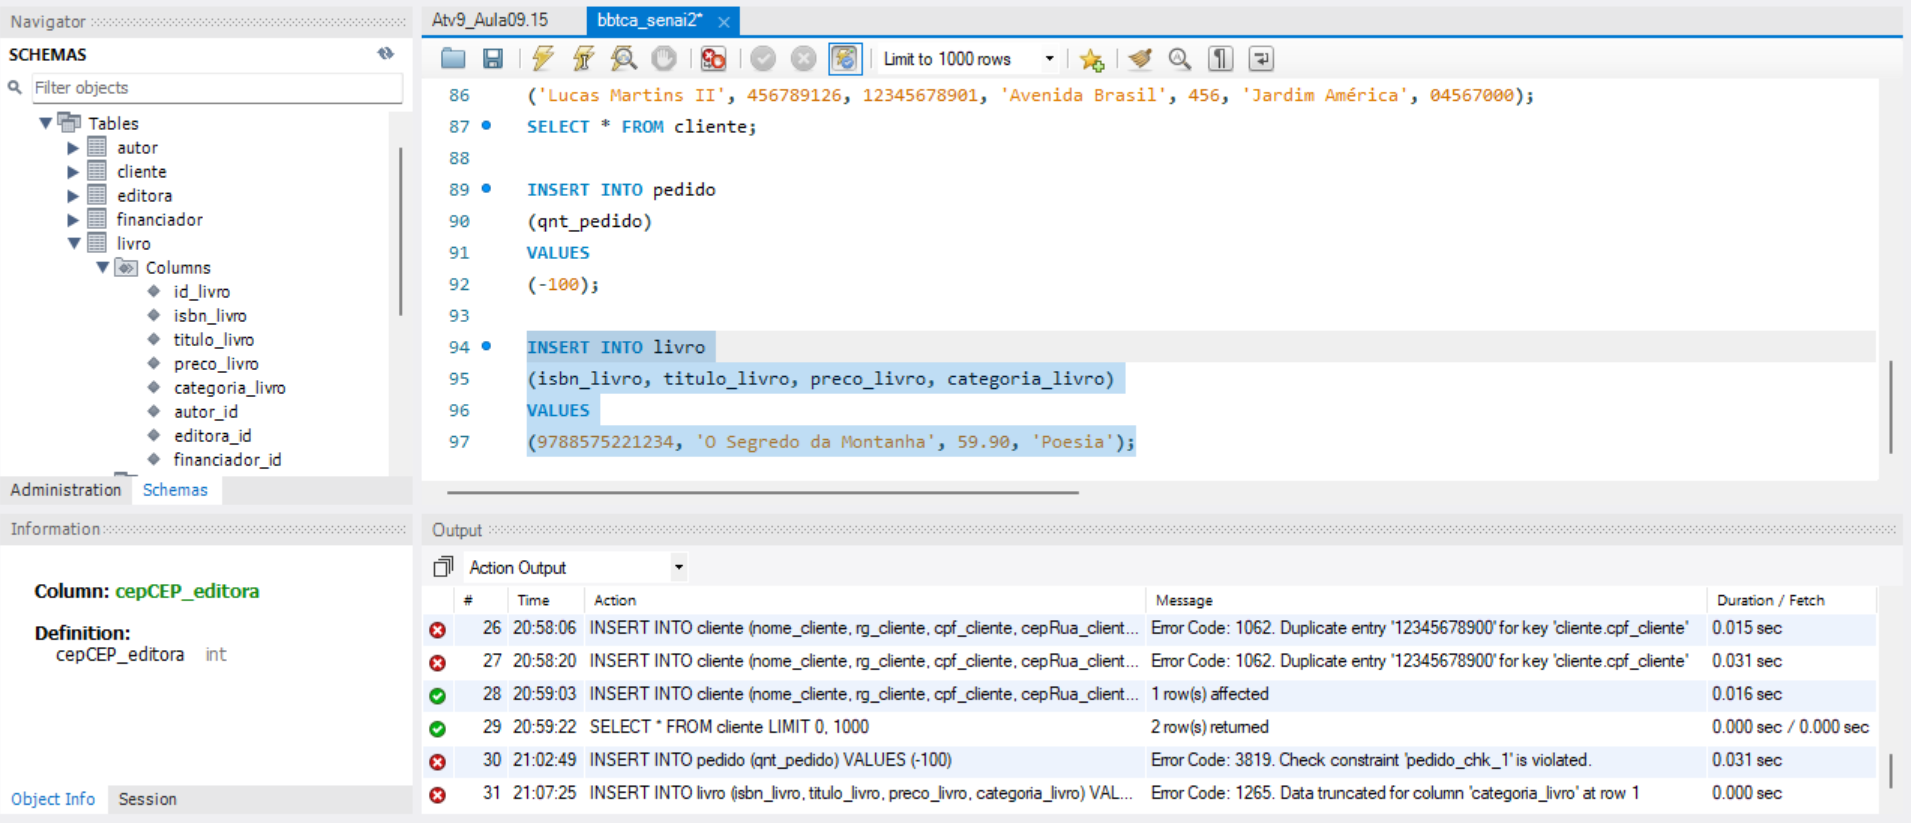 Navigator
SCHEMAS
Filter objects
Tables
autor
cliente
editora
financiador
livro
Columns
id_livro
isbn_livro
titulo_livro
preco_livro
categoria_livro
autor_id
editora_id
financiador_id
Administration Schemas
Information
Column: cepCEP_editora
Definition:
cepCEP_editora int
Object Info Session
Atv9_Aula09.15 bbtca_senai2*
Limit to 1000 rows
86 ('Lucas Martins II', 456789126, 12345678901, 'Avenida Brasil', 456, 'Jardim América', 04567000);
87 SELECT * FROM cliente;
88
89 INSERT INTO pedido
90 (qnt_pedido)
91 VALUES
92 (-100);
93
94 INSERT INTO livro
95 (isbn_livro, titulo_livro, preco_livro, categoria_livro)
96 VALUES
97 (9788575221234, 'O Segredo da Montanha', 59.90, 'Poesia');
Output
Action Output
# Time Action Message Duration / Fetch
26 20:58:06 INSERT INTO cliente (nome_cliente, rg_cliente, cpf_cliente, cepRua_client... Error Code: 1062. Duplicate entry '12345678900' for key 'cliente.cpf_cliente' 0.015 sec
27 20:58:20 INSERT INTO cliente (nome_cliente, rg_cliente, cpf_cliente, cepRua_client... Error Code: 1062. Duplicate entry '12345678900' for key 'cliente.cpf_cliente' 0.031 sec
28 20:59:03 INSERT INTO cliente (nome_cliente, rg_cliente, cpf_cliente, cepRua_client... 1 row(s) affected 0.016 sec
29 20:59:22 SELECT * FROM cliente LIMIT 0, 1000 2 row(s) returned 0.000 sec / 0.000 sec
30 21:02:49 INSERT INTO pedido (qnt_pedido) VALUES (-100) Error Code: 3819. Check constraint 'pedido_chk_1' is violated. 0.031 sec
31 21:07:25 INSERT INTO livro (isbn_livro, titulo_livro, preco_livro, categoria_livro) VAL... Error Code: 1265. Data truncated for column 'categoria_livro' at row 1 0.000 sec